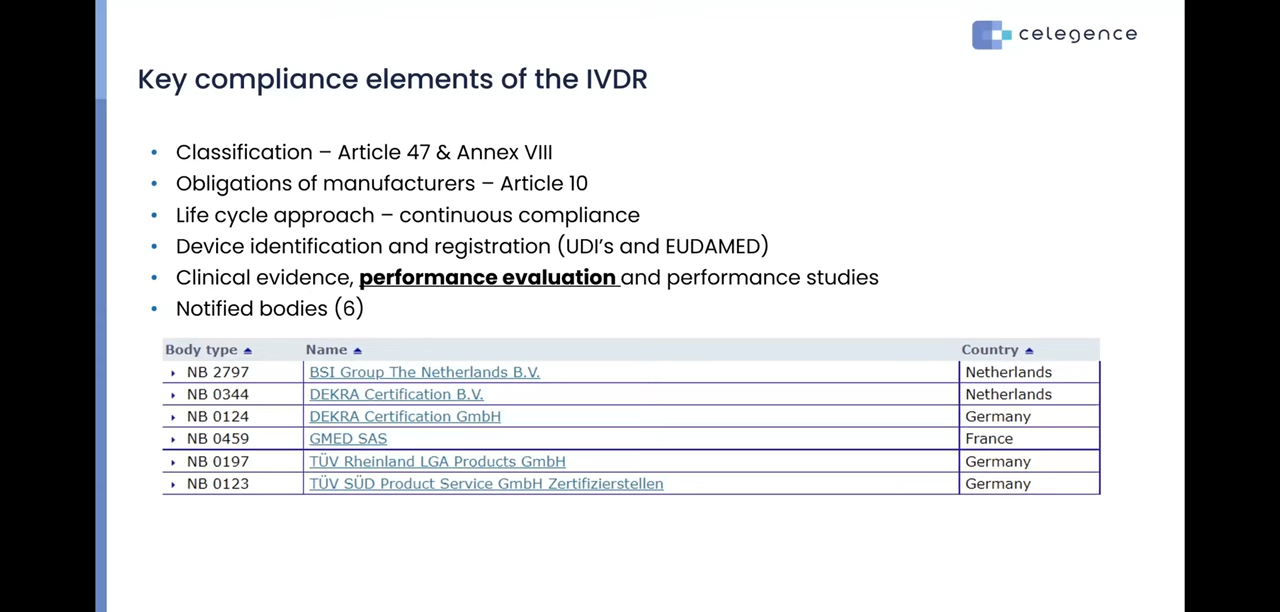 celegence
Key compliance elements of the IVDR
• Classification – Article 47 & Annex VIII
• Obligations of manufacturers – Article 10
• Life cycle approach – continuous compliance
• Device identification and registration (UDI's and EUDAMED)
• Clinical evidence, performance evaluation and performance studies
• Notified bodies (6)
Body type Name Country
NB 2797 BSI Group The Netherlands B.V. Netherlands
NB 0344 DEKRA Certification B.V. Netherlands
NB 0124 DEKRA Certification GmbH Germany
NB 0459 GMED SAS France
NB 0197 TÜV Rheinland LGA Products GmbH Germany
NB 0123 TÜV SÜD Product Service GmbH Zertifizierstellen Germany